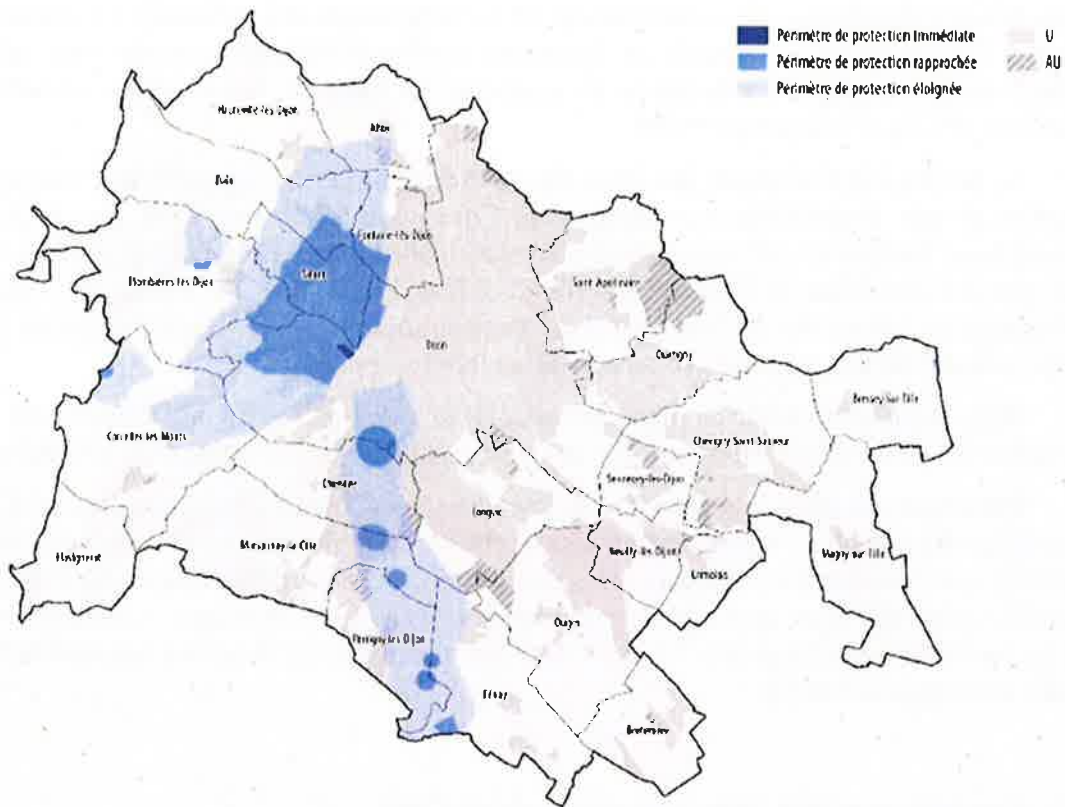 Périmètre de protection immédiate
U
Périmètre de protection rapprochée
AU
Périmètre de protection éloignée
Hauteville-lès-Dijon
Ahuy
Daix
Fontaine-lès-Dijon
Plombières-lès-Dijon
Talant
Saint Apollinaire
Dijon
Quetigny
Bressey-sur-Tille
Corcelles-les-Monts
Chevigny Saint Sauveur
Sennecey-lès-Dijon
Chenôve
Longvic
Marsannay-la-Côte
Neuilly-lès-Dijon
Magny-sur-Tille
Flavignerot
Crimolois
Ouges
Perrigny-lès-Dijon
Fénay
Bretenière